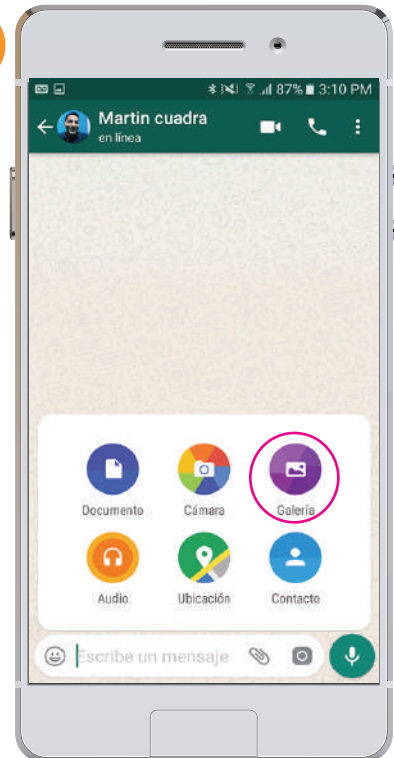 87% 3:10 PM
Martin cuadra
en línea
Documento
Cámara
Galería
Audio
Ubicación
Contacto
Escribe un mensaje